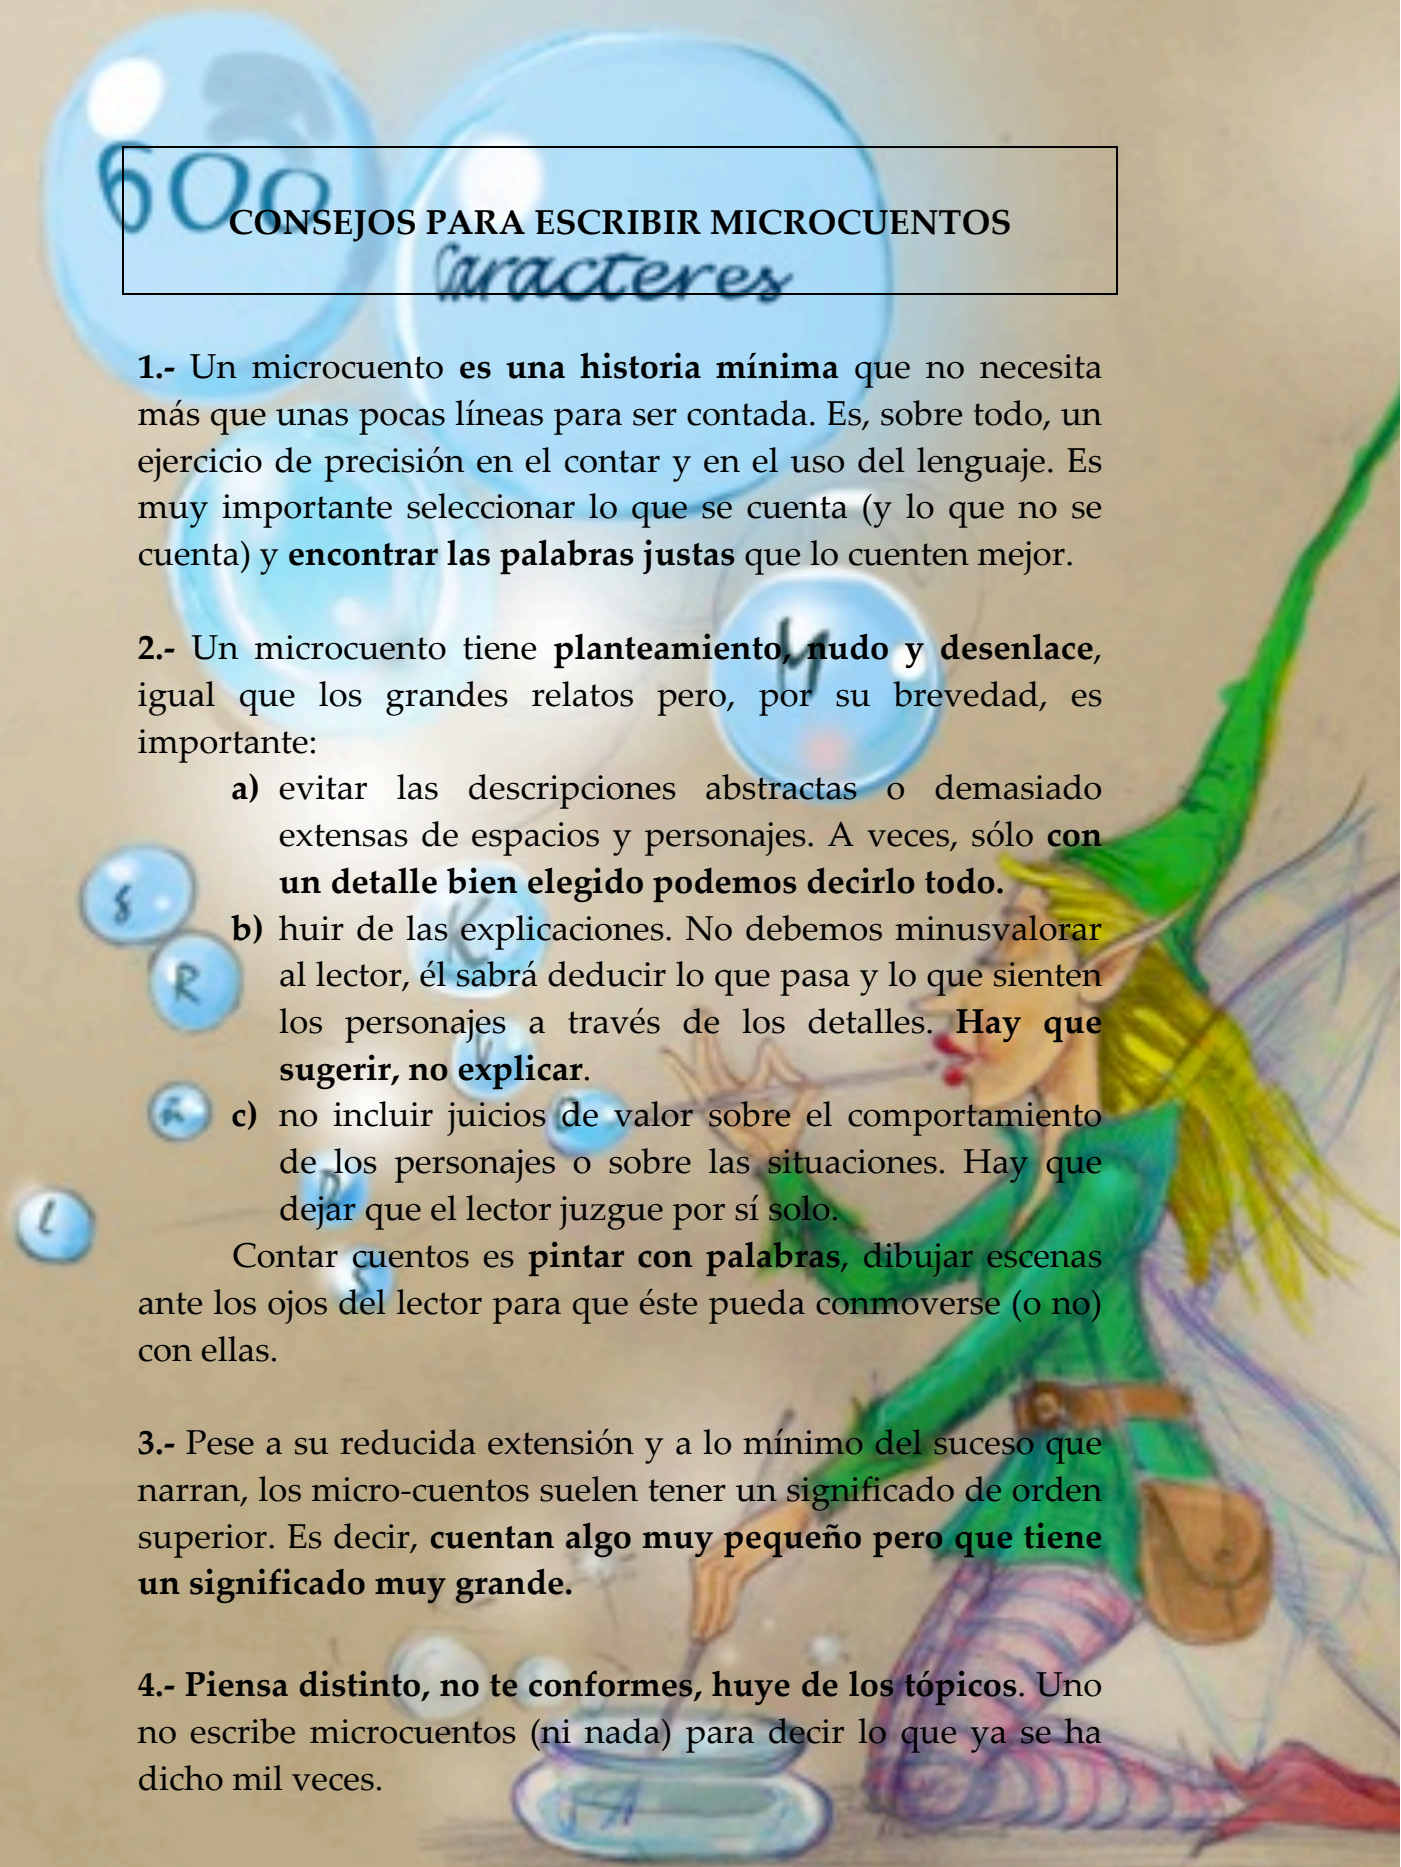 600
CONSEJOS PARA ESCRIBIR MICROCUENTOS
Caracteres
1.- Un microcuento es una historia mínima que no necesita
más que unas pocas líneas para ser contada. Es, sobre todo, un
ejercicio de precisión en el contar y en el uso del lenguaje. Es
muy importante seleccionar lo que se cuenta (y lo que no se
cuenta) y encontrar las palabras justas que lo cuenten mejor.
2.- Un microcuento tiene planteamiento, nudo y desenlace,
igual que los grandes relatos pero, por su brevedad, es
importante:
a) evitar las descripciones abstractas o demasiado
extensas de espacios y personajes. A veces, sólo con
un detalle bien elegido podemos decirlo todo.
b) huir de las explicaciones. No debemos minusvalorar
al lector, él sabrá deducir lo que pasa y lo que sienten
los personajes a través de los detalles. Hay que
sugerir, no explicar.
c) no incluir juicios de valor sobre el comportamiento
de los personajes o sobre las situaciones. Hay que
dejar que el lector juzgue por sí solo.
Contar cuentos es pintar con palabras, dibujar escenas
ante los ojos del lector para que éste pueda conmoverse (o no)
con ellas.
3.- Pese a su reducida extensión y a lo mínimo del suceso que
narran, los micro-cuentos suelen tener un significado de orden
superior. Es decir, cuentan algo muy pequeño pero que tiene
un significado muy grande.
4.- Piensa distinto, no te conformes, huye de los tópicos. Uno
no escribe microcuentos (ni nada) para decir lo que ya se ha
dicho mil veces.
R
l
K
S